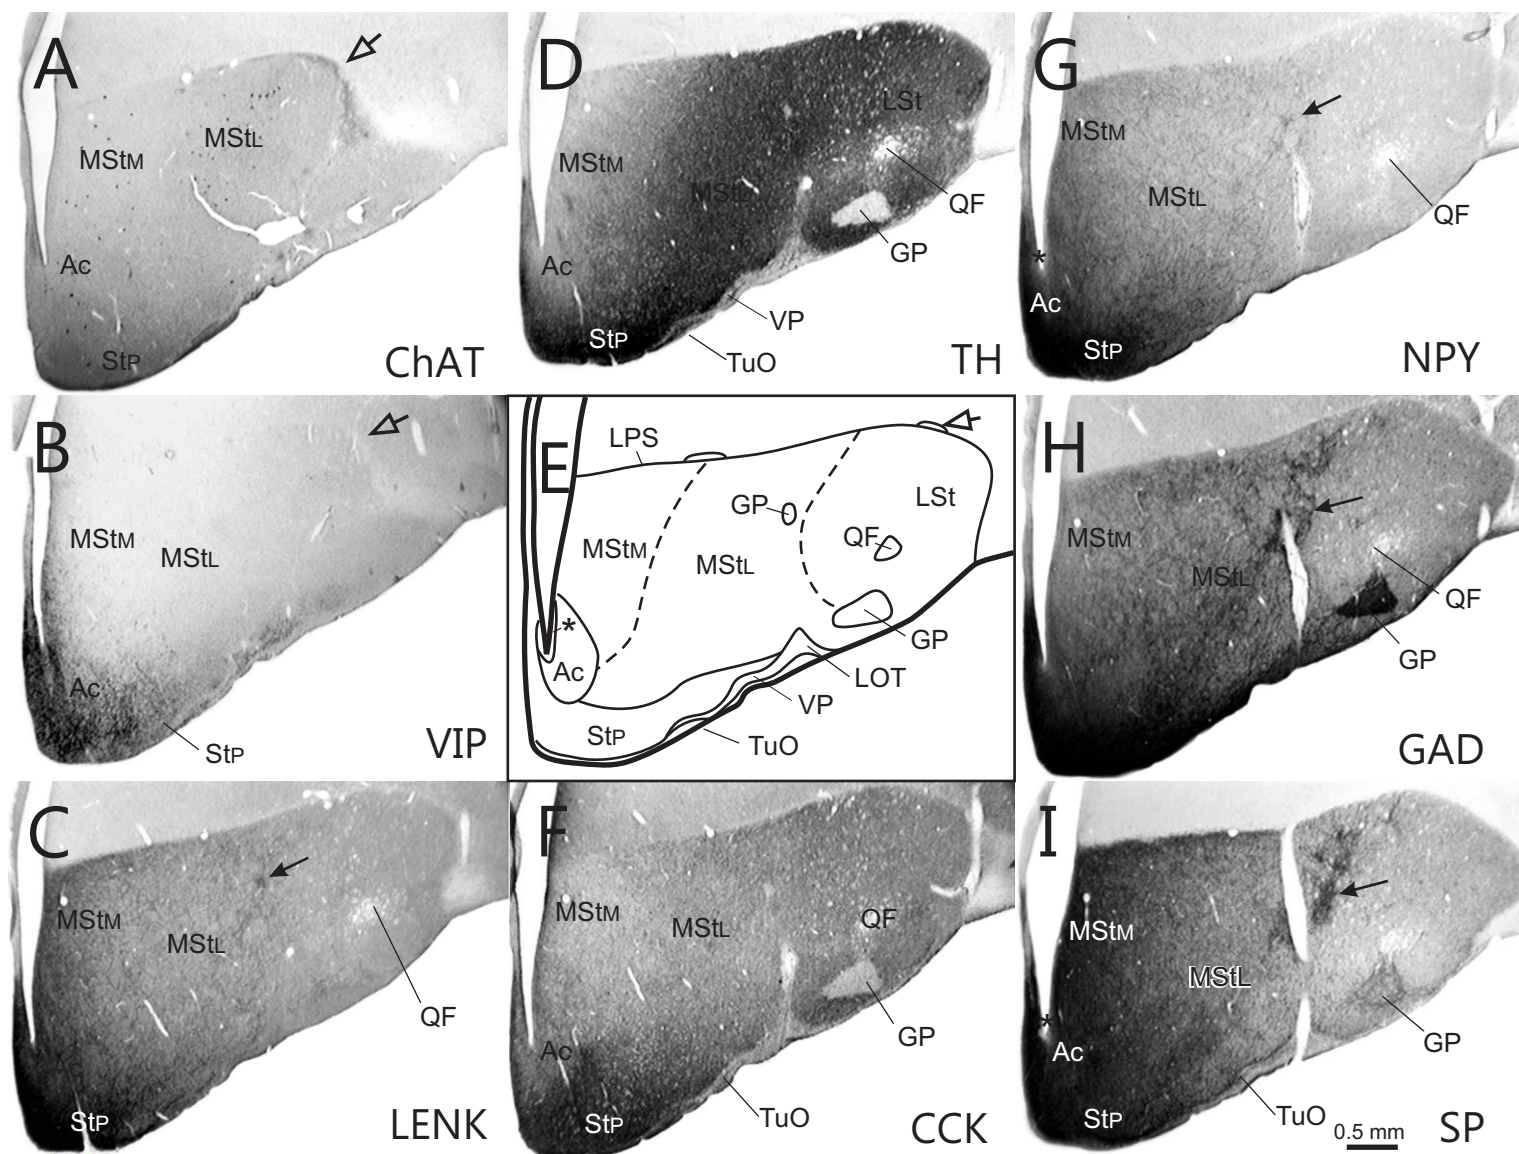 A
MStM
MStL
Ac
StP
ChAT
D
MStM
MStL
LSt
QF
GP
Ac
VP
StP
TuO
TH
G
MStM
MStL
QF
*
Ac
StP
NPY
B
MStM
MStL
Ac
StP
VIP
E
LPS
GP
LSt
MStM
MStL
QF
*
Ac
GP
LOT
VP
StP
TuO
H
MStM
MStL
QF
GP
GAD
C
MStM
MStL
QF
StP
LENK
F
MStM
MStL
QF
GP
Ac
TuO
StP
CCK
I
MStM
MStL
*
Ac
GP
StP
TuO
0.5 mm
SP